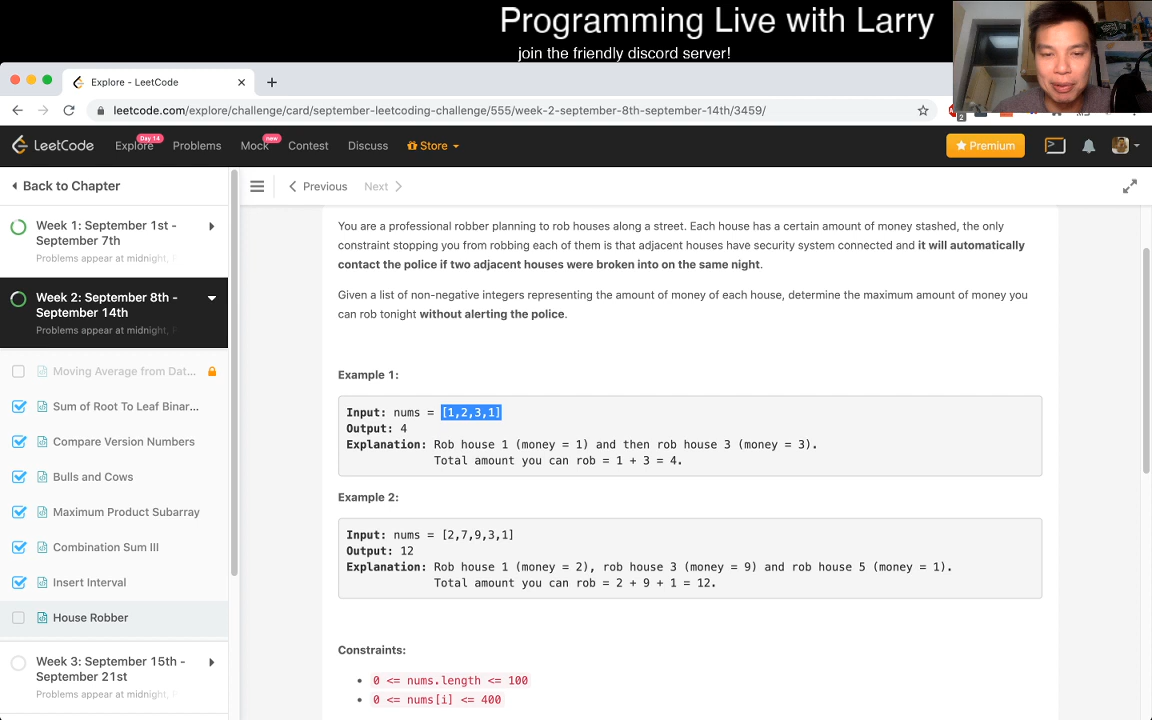 Programming Live with Larry
join the friendly discord server!
Explore - LeetCode
leetcode.com/explore/challenge/card/september-leetcoding-challenge/555/week-2-september-8th-september-14th/3459/
2
LeetCode
Explore
Day 14
Problems
Mock
new
Contest
Discuss
Store
Premium
Back to Chapter
Previous
Next
Week 1: September 1st -
September 7th
Problems appear at midnight,
Week 2: September 8th -
September 14th
Problems appear at midnight,
Moving Average from Dat...
Sum of Root To Leaf Binar...
Compare Version Numbers
Bulls and Cows
Maximum Product Subarray
Combination Sum III
Insert Interval
House Robber
Week 3: September 15th -
September 21st
Problems appear at midnight,
You are a professional robber planning to rob houses along a street. Each house has a certain amount of money stashed, the only
constraint stopping you from robbing each of them is that adjacent houses have security system connected and it will automatically
contact the police if two adjacent houses were broken into on the same night.
Given a list of non-negative integers representing the amount of money of each house, determine the maximum amount of money you
can rob tonight without alerting the police.
Example 1:
Input: nums = [1,2,3,1]
Output: 4
Explanation: Rob house 1 (money = 1) and then rob house 3 (money = 3).
Total amount you can rob = 1 + 3 = 4.
Example 2:
Input: nums = [2,7,9,3,1]
Output: 12
Explanation: Rob house 1 (money = 2), rob house 3 (money = 9) and rob house 5 (money = 1).
Total amount you can rob = 2 + 9 + 1 = 12.
Constraints:
0 <= nums.length <= 100
0 <= nums[i] <= 400